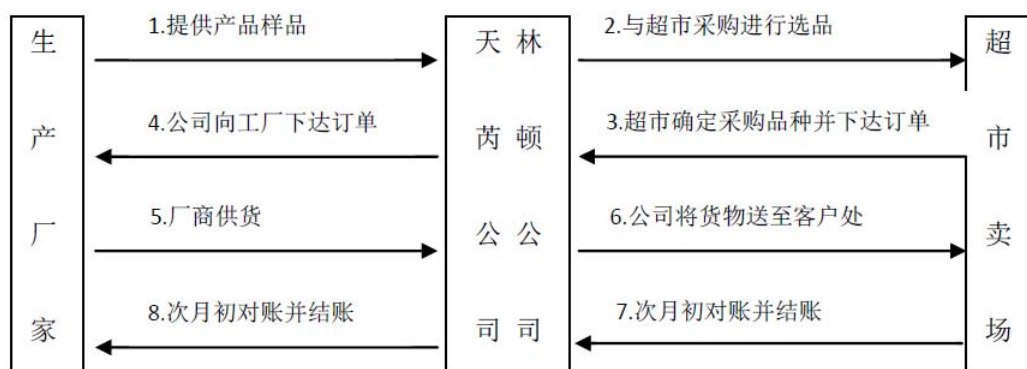 生产厂家
1.提供产品样品
天芮公司
林顿公司
2.与超市采购进行选品
超市卖场
4.公司向工厂下达订单
3.超市确定采购品种并下达订单
5.厂商供货
6.公司将货物送至客户处
8.次月初对账并结账
7.次月初对账并结账